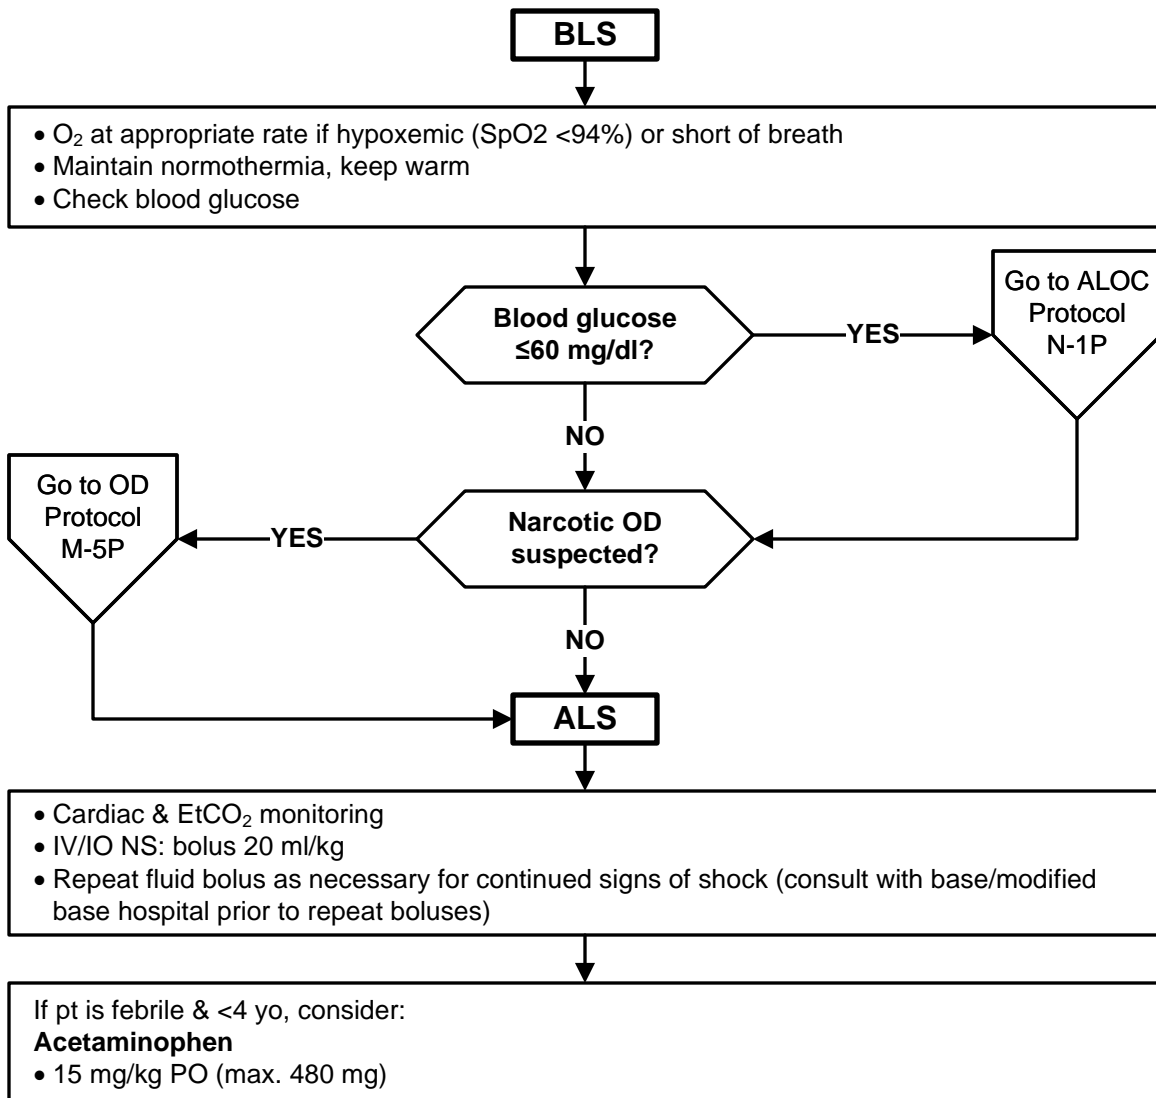 BLS
• O₂ at appropriate rate if hypoxemic (SpO2 <94%) or short of breath
• Maintain normothermia, keep warm
• Check blood glucose
Blood glucose
≤60 mg/dl?
YES
Go to ALOC
Protocol
N-1P
NO
Go to OD
Protocol
M-5P
YES
Narcotic OD
suspected?
NO
ALS
• Cardiac & EtCO₂ monitoring
• IV/IO NS: bolus 20 ml/kg
• Repeat fluid bolus as necessary for continued signs of shock (consult with base/modified
base hospital prior to repeat boluses)
If pt is febrile & <4 yo, consider:
Acetaminophen
• 15 mg/kg PO (max. 480 mg)